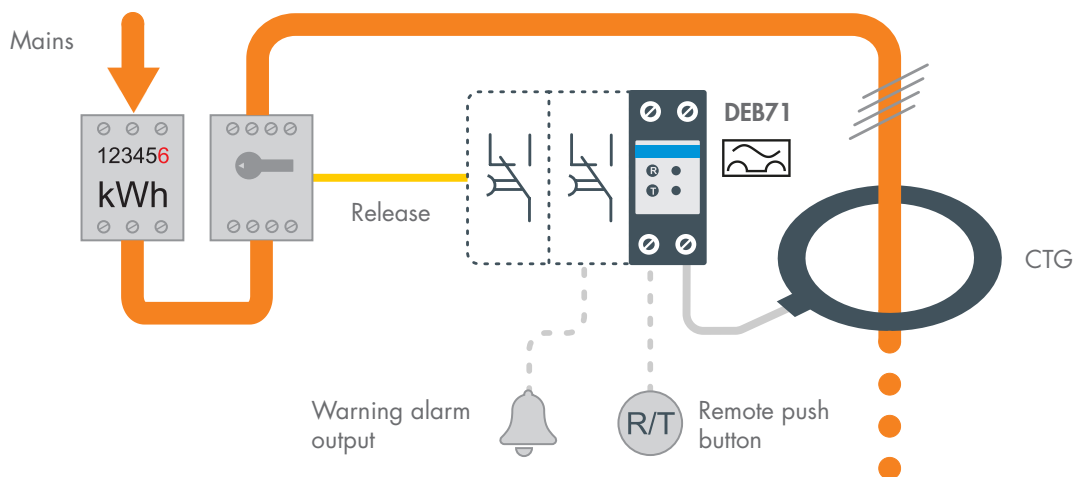 Mains
123456
kWh
Release
DEB71
R
T
CTG
Warning alarm
output
R/T
Remote push
button